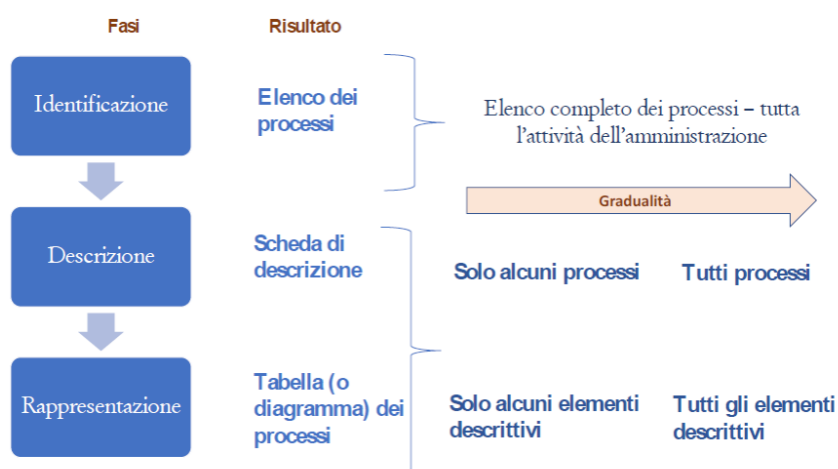 Fasi
Risultato
Identificazione
Elenco dei
processi
Elenco completo dei processi – tutta
l'attività dell'amministrazione
Gradualità
Descrizione
Scheda di
descrizione
Solo alcuni processi
Tutti processi
Rappresentazione
Tabella (o
diagramma) dei
processi
Solo alcuni elementi
descrittivi
Tutti gli elementi
descrittivi